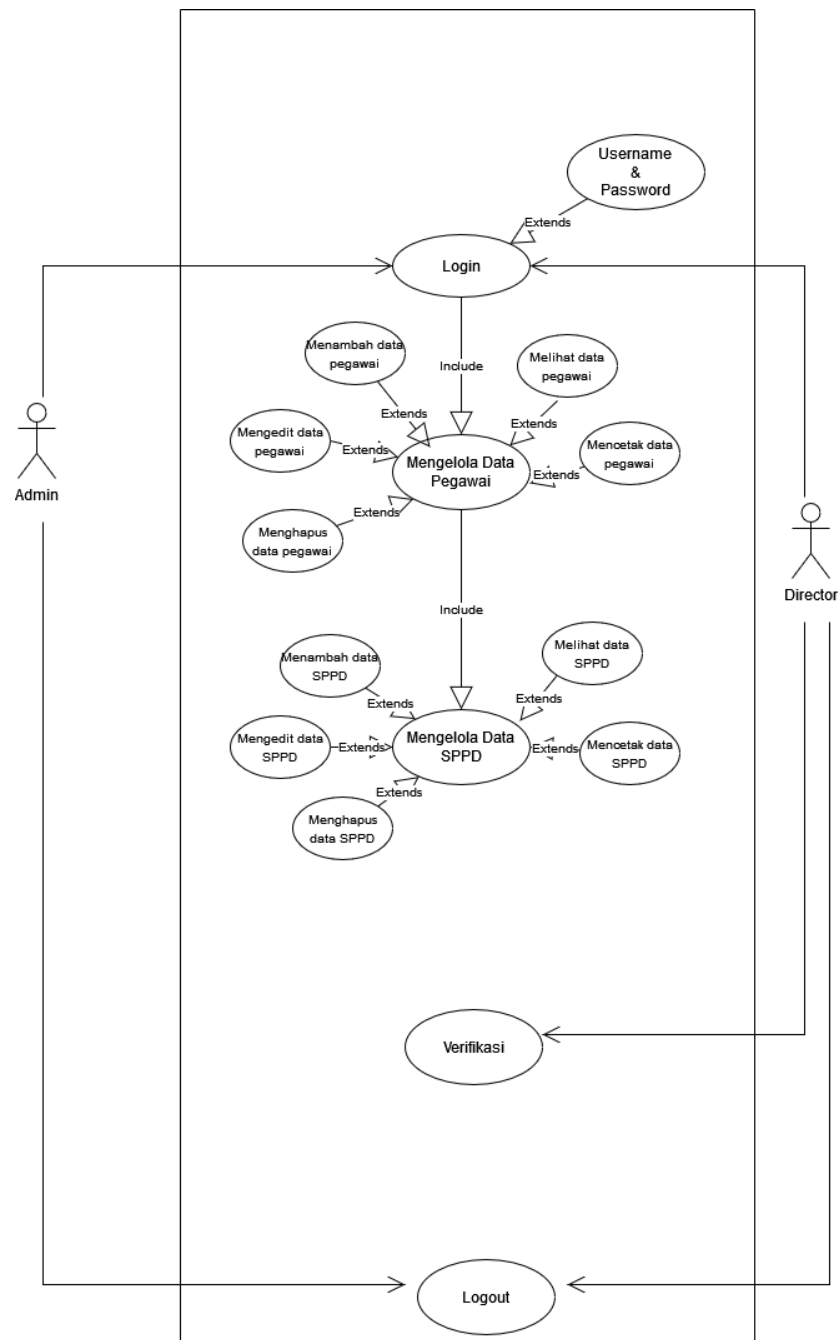 Username
&
Password
Extends
Login
Menambah data
pegawai
Include
Melihat data
pegawai
Extends
Extends
Mengedit data
pegawai
Extends
Mengelola Data
Pegawai
Extends
Mencetak data
pegawai
Admin
Extends
Menghapus
data pegawai
Director
Include
Menambah data
SPPD
Melihat data
SPPD
Extends
Extends
Mengedit data
SPPD
Extends
Mengelola Data
SPPD
Extends
Mencetak data
SPPD
Extends
Menghapus
data SPPD
Verifikasi
Logout